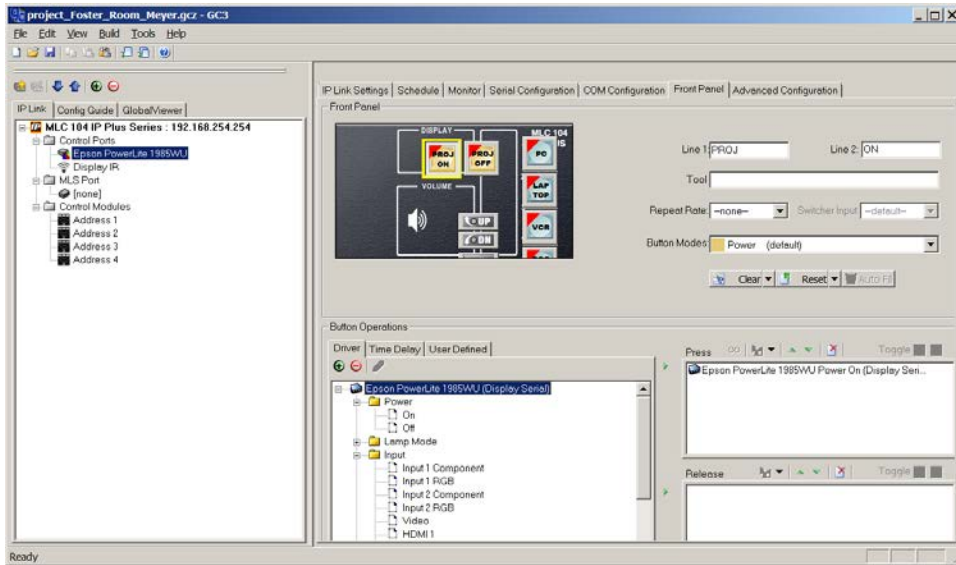 project_Foster_Room_Meyer.gcz - GC3
File Edit View Build Tools Help
IP Link Config Guide GlobalViewer
MLC 104 IP Plus Series : 192.168.254.254
Control Ports
Epson PowerLite 1985WU
Display IR
MLS Port
[none]
Control Modules
Address 1
Address 2
Address 3
Address 4
IP Link Settings Schedule Monitor Serial Configuration COM Configuration Front Panel Advanced Configuration
Front Panel
DISPLAY
MLC 104
IS
PROJ ON
PROJ OFF
PC
VOLUME
LAP TOP
UP
VCR
DN
Line 1: PROJ Line 2: ON
Tool
Repeat Rate: --none-- Switcher Input --default--
Button Modes: Power (default)
Clear Reset Auto Fill
Button Operations
Driver Time Delay User Defined
Epson PowerLite 1985WU (Display Serial)
Power
On
Off
Lamp Mode
Input
Input 1 Component
Input 1 RGB
Input 2 Component
Input 2 RGB
Video
HDMI 1
Press Toggle
Epson PowerLite 1985WU Power On (Display Seri...
Release Toggle
Ready